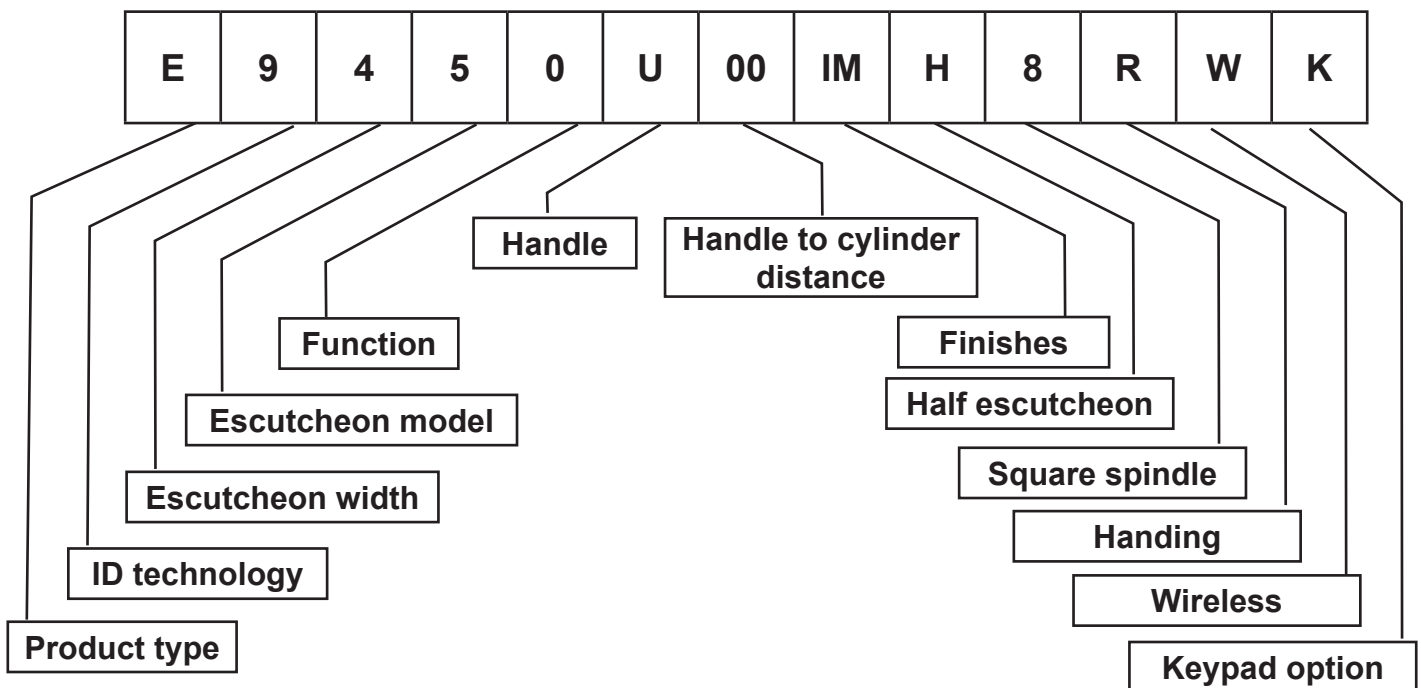 E 9 4 5 0 U 00 IM H 8 R W K
Handle
Handle to cylinder
distance
Function
Finishes
Escutcheon model
Half escutcheon
Escutcheon width
Square spindle
ID technology
Handing
Wireless
Product type
Keypad option